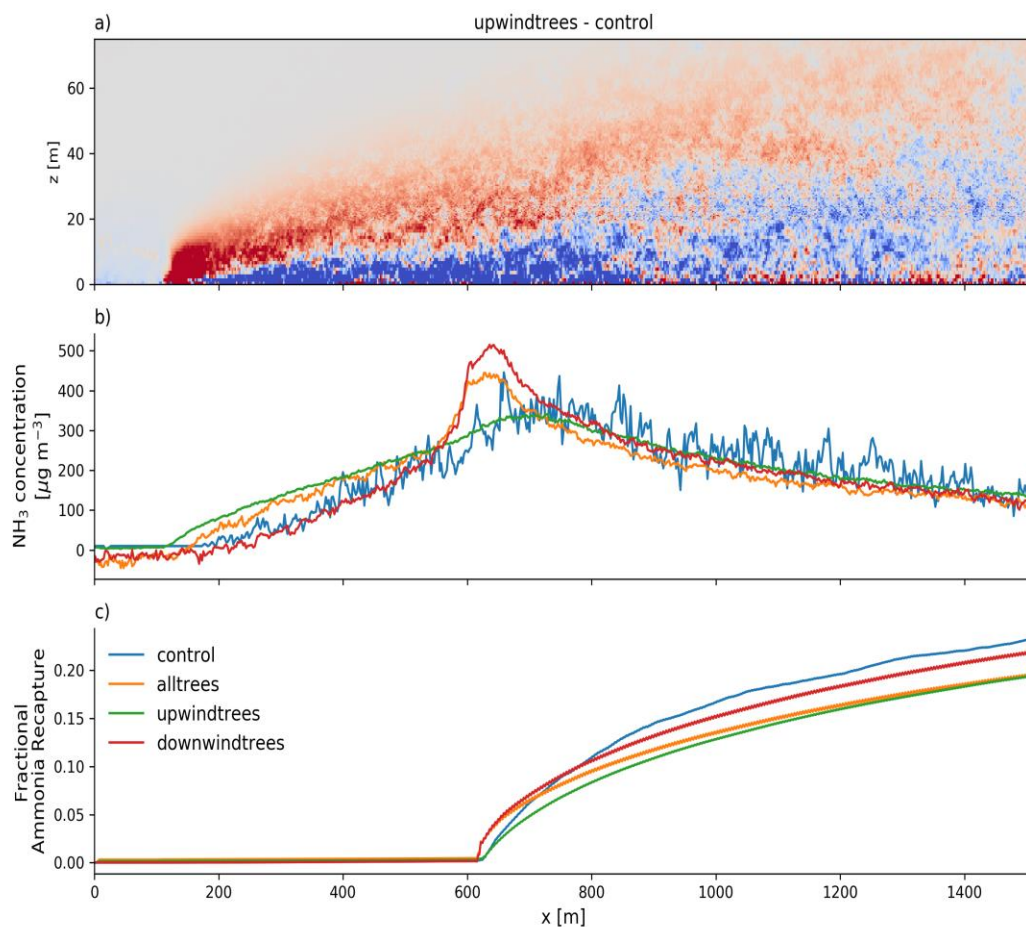 a)
upwindtrees - control
60
40
20
0
z [m]
b)
500
400
300
200
100
0
NH₃ concentration
[μg m⁻³]
c)
control
alltrees
upwindtrees
downwindtrees
0.20
0.15
0.10
0.05
0.00
Fractional
Ammonia Recapture
0 200 400 600 800 1000 1200 1400
x [m]